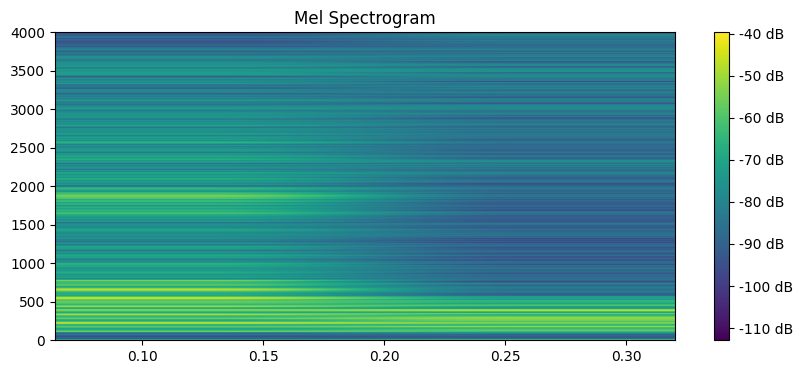 Mel Spectrogram
4000
3500
3000
2500
2000
1500
1000
500
0
0.10 0.15 0.20 0.25 0.30
-40 dB
-50 dB
-60 dB
-70 dB
-80 dB
-90 dB
-100 dB
-110 dB